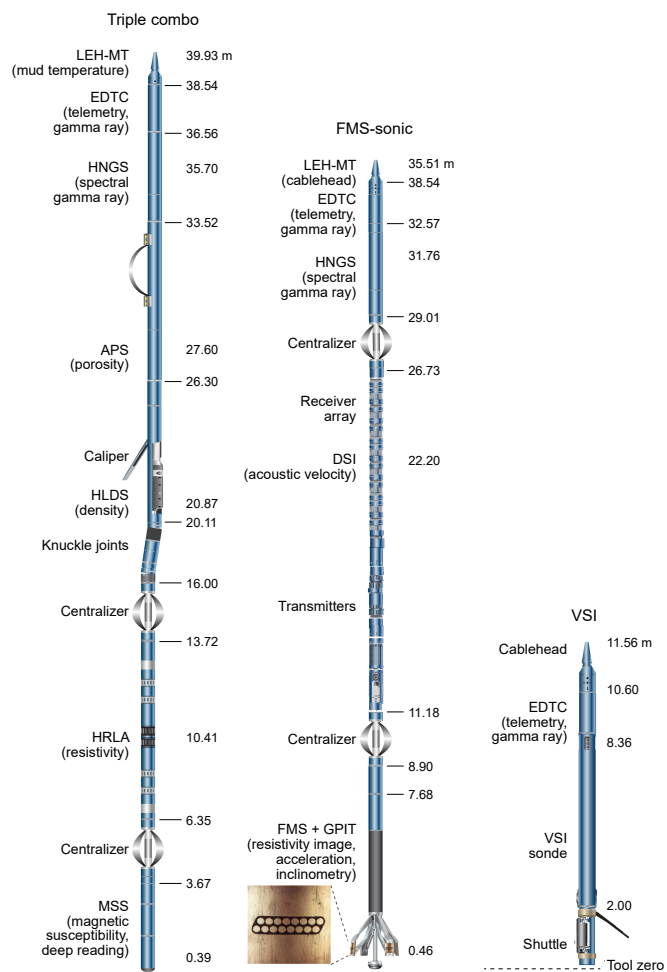 Triple combo
LEH-MT
(mud temperature)
39.93 m
38.54
EDTC
(telemetry,
gamma ray)
36.56
HNGS
(spectral
gamma ray)
35.70
33.52
APS
(porosity)
27.60
26.30
Caliper
HLDS
(density)
20.87
20.11
Knuckle joints
16.00
Centralizer
13.72
HRLA
(resistivity)
10.41
6.35
Centralizer
3.67
MSS
(magnetic
susceptibility,
deep reading)
0.39
FMS-sonic
LEH-MT
(cablehead)
35.51 m
38.54
EDTC
(telemetry,
gamma ray)
32.57
31.76
HNGS
(spectral
gamma ray)
29.01
Centralizer
26.73
Receiver
array
DSI
(acoustic velocity)
22.20
Transmitters
11.18
Centralizer
8.90
7.68
FMS + GPIT
(resistivity image,
acceleration,
inclinometry)
0.46
VSI
Cablehead
11.56 m
10.60
EDTC
(telemetry,
gamma ray)
8.36
VSI
sonde
2.00
Shuttle
Tool zero